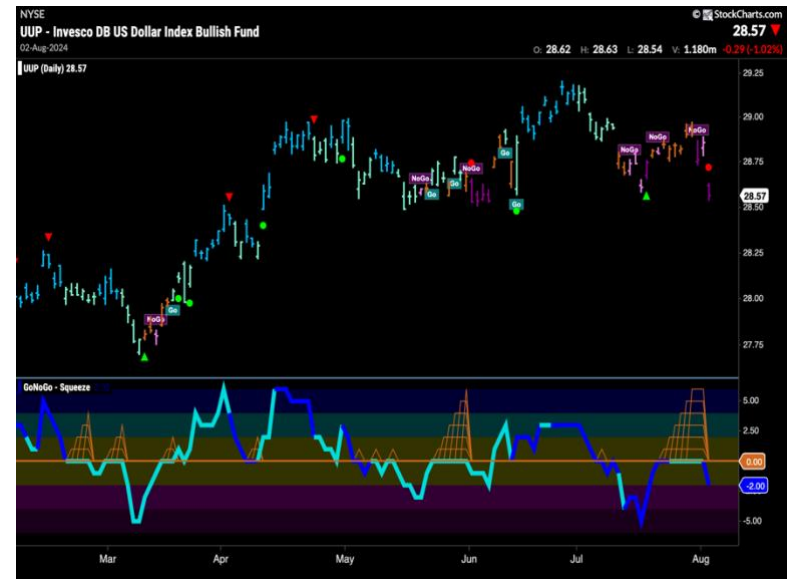 NYSE
© StockCharts.com
UUP - Invesco DB US Dollar Index Bullish Fund
28.57
02-Aug-2024
O: 28.62 H: 28.63 L: 28.54 V: 1.180m -0.29 (-1.02%)
UUP (Daily) 28.57
29.25
29.00
28.75
28.57
28.50
28.25
28.00
27.75
NoGo
Go
NoGo
Go
Go
NoGo
Go
Go
NoGo
NoGo
NoGo
GoNoGo - Squeeze
5.00
2.50
0.00
-2.00
-5.00
Mar Apr May Jun Jul Aug